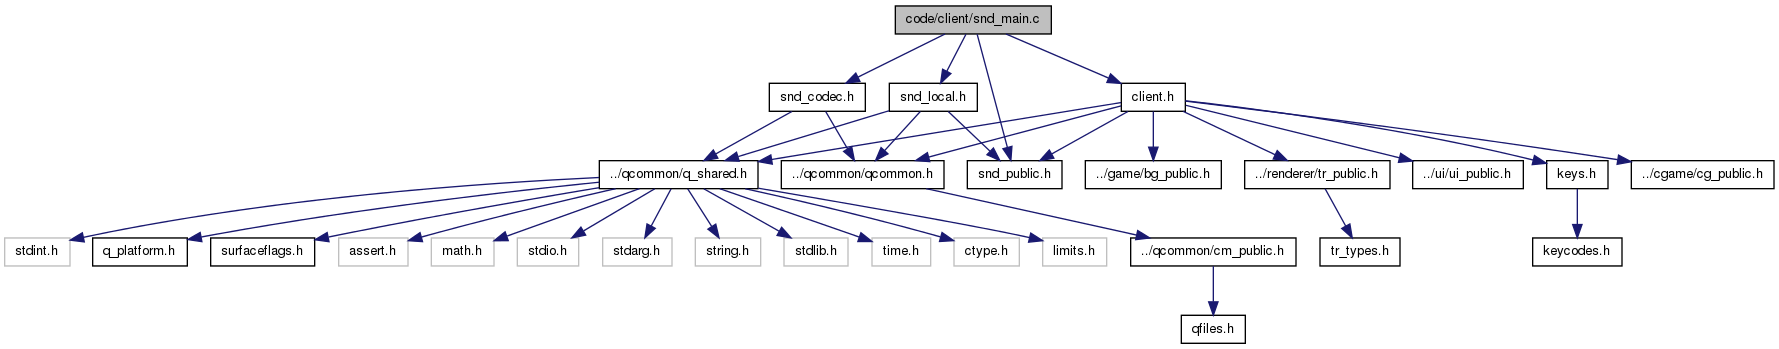 code/client/snd_main.c
snd_codec.h
snd_local.h
client.h
../qcommon/q_shared.h
../qcommon/qcommon.h
snd_public.h
../game/bg_public.h
../renderer/tr_public.h
../ui/ui_public.h
keys.h
../cgame/cg_public.h
stdint.h
q_platform.h
surfaceflags.h
assert.h
math.h
stdio.h
stdarg.h
string.h
stdlib.h
time.h
ctype.h
limits.h
../qcommon/cm_public.h
tr_types.h
keycodes.h
qfiles.h